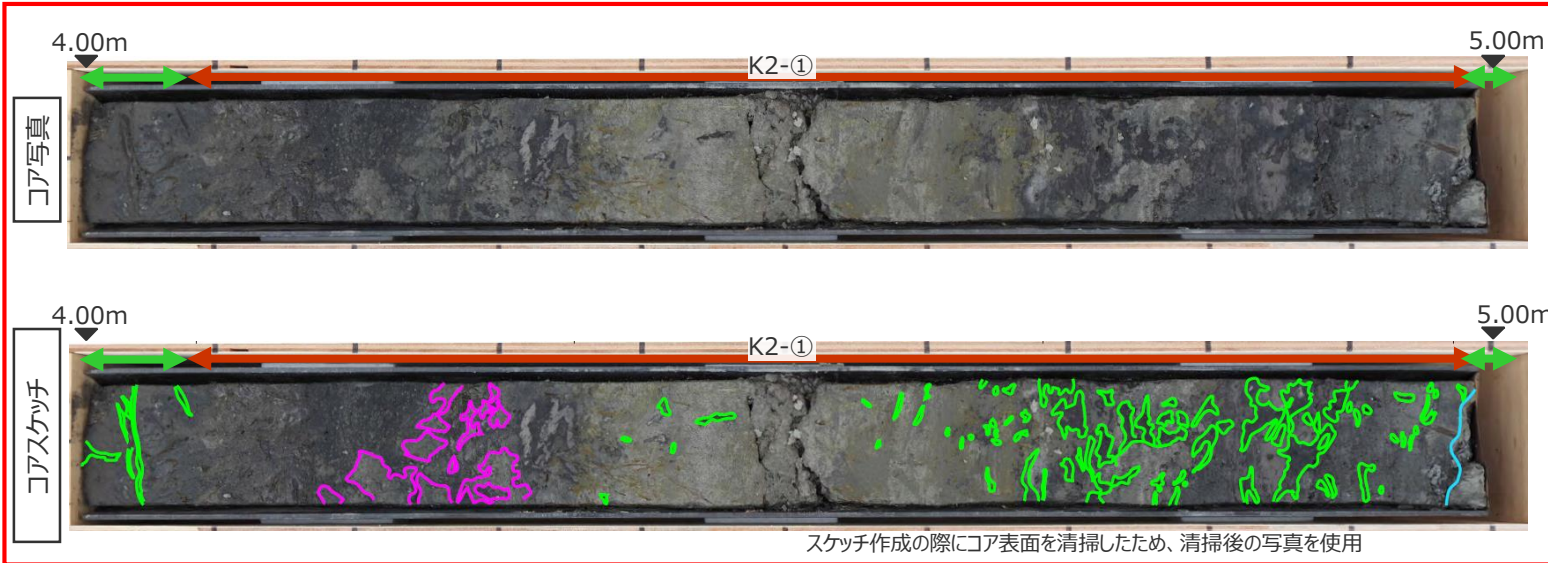 4.00m
5.00m
K2-①
コア写真
4.00m
5.00m
K2-①
コアスケッチ
スケッチ作成の際にコア表面を清掃したため、清掃後の写真を使用